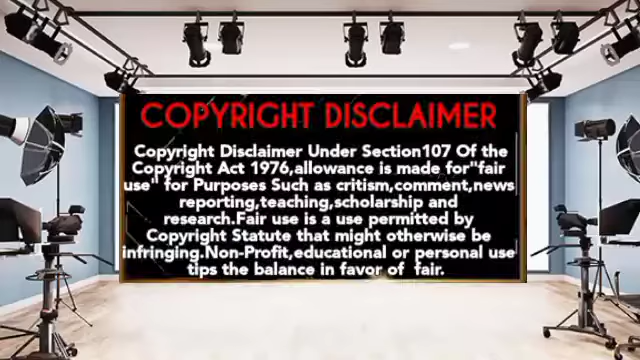 COPYRIGHT DISCLAIMER
Copyright Disclaimer Under Section107 Of the
Copyright Act 1976,allowance is made for"fair
use" for Purposes Such as critism,comment,news
reporting,teaching,scholarship and
research.Fair use is a use permitted by
Copyright Statute that might otherwise be
infringing.Non-Profit,educational or personal use
tips the balance in favor of fair.